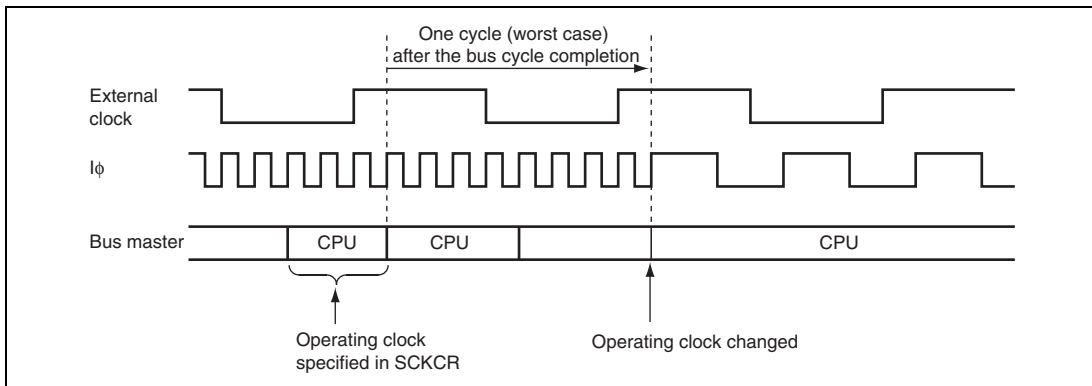 One cycle (worst case)
after the bus cycle completion
External
clock
Iφ
Bus master
CPU
CPU
CPU
Operating clock
specified in SCKCR
Operating clock changed